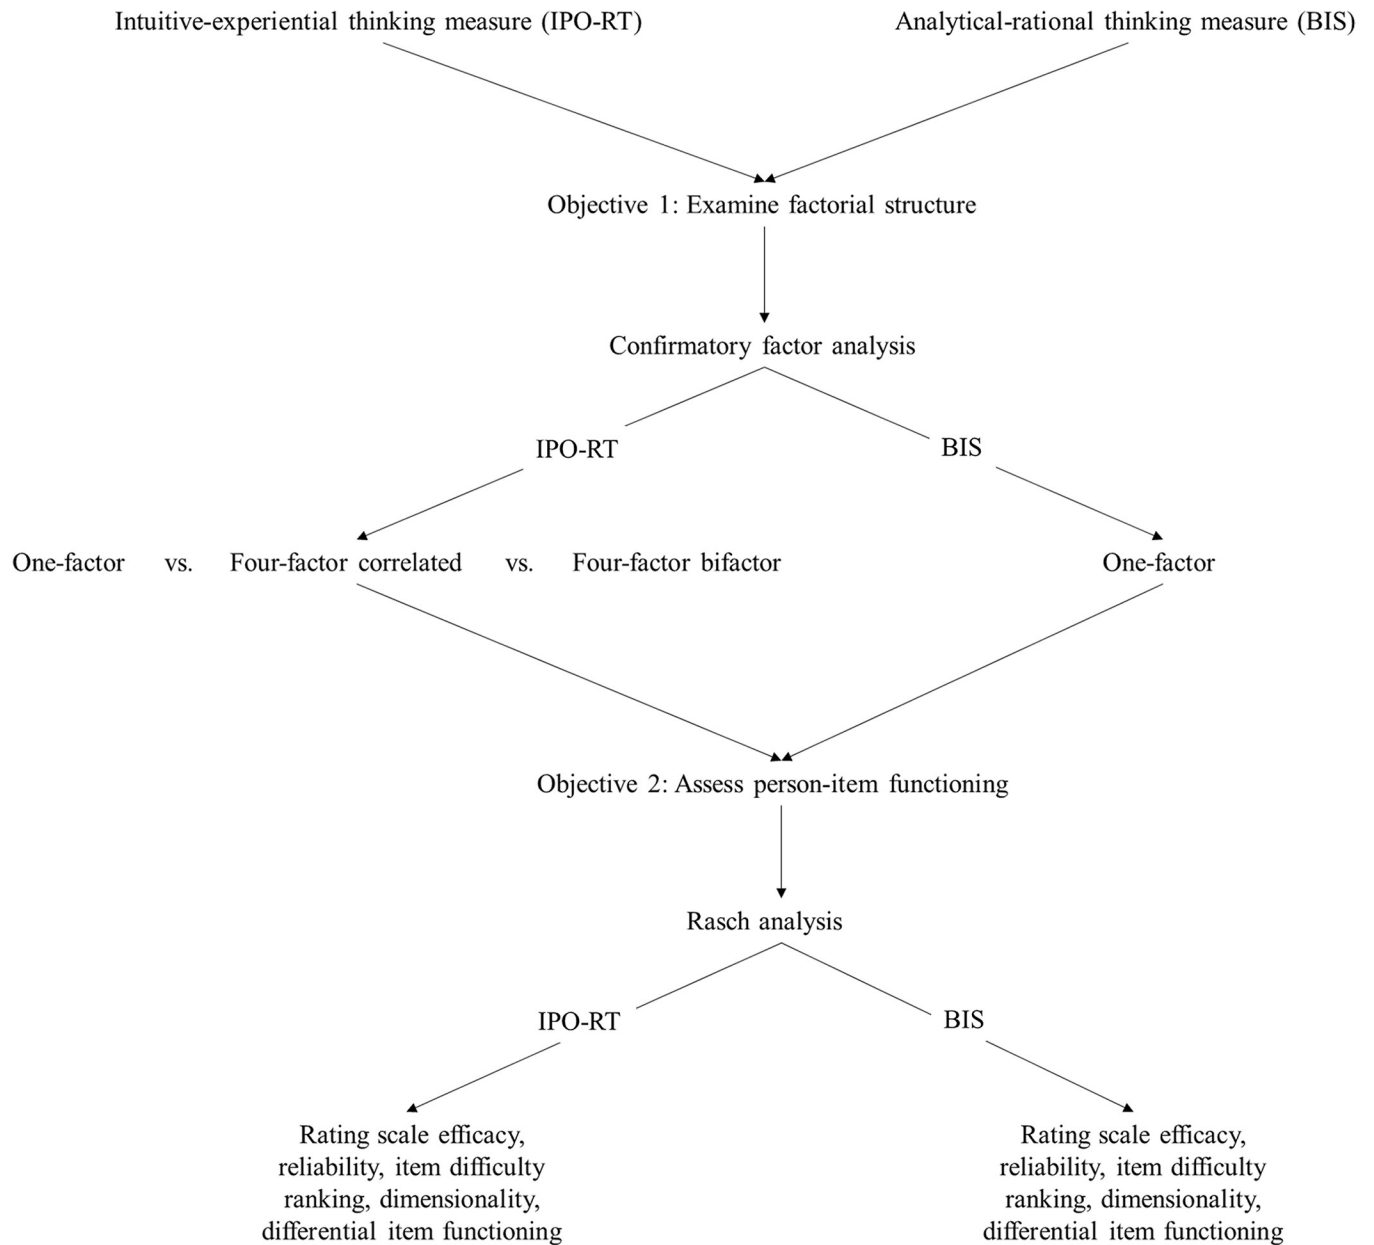 Intuitive-experiential thinking measure (IPO-RT)
Analytical-rational thinking measure (BIS)
Objective 1: Examine factorial structure
Confirmatory factor analysis
IPO-RT
BIS
One-factor vs. Four-factor correlated vs. Four-factor bifactor
One-factor
Objective 2: Assess person-item functioning
Rasch analysis
IPO-RT
BIS
Rating scale efficacy,
reliability, item difficulty
ranking, dimensionality,
differential item functioning
Rating scale efficacy,
reliability, item difficulty
ranking, dimensionality,
differential item functioning